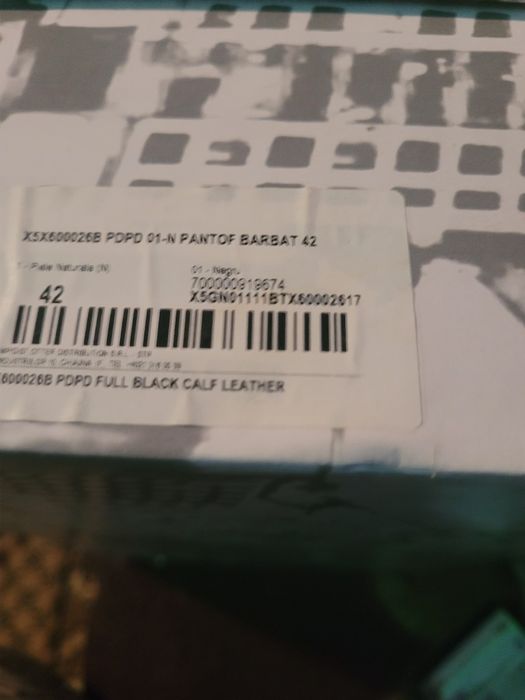 X5X600026B PDPD 01-N PANTOF BARBAT 42
1 - Piele Naturala (N)
01 - Negru
700000919674
42
X5GN01111BTX60002617
DISTRIBUTION S.R.L.
600026B PDPD FULL BLACK CALF LEATHER